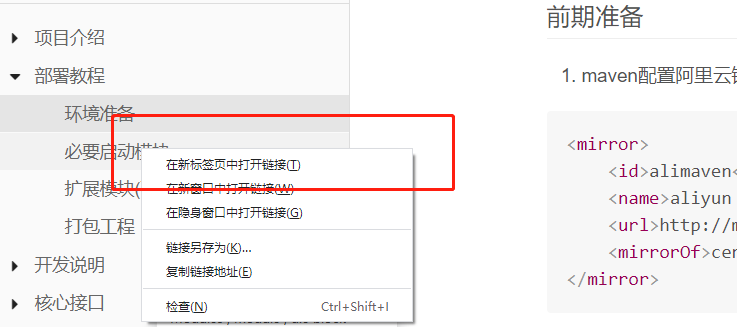 项目介绍
部署教程
环境准备
必要启动模块
扩展模块(
打包工程
开发说明
核心接口
在新标签页中打开链接(T)
在新窗口中打开链接(W)
在隐身窗口中打开链接(G)
链接另存为(K)...
复制链接地址(E)
检查(N) Ctrl+Shift+I
前期准备
1. maven配置阿里云
<mirror>
<id>alimaven<
<name>aliyun
<url>http://m
<mirrorOf>cen
</mirror>